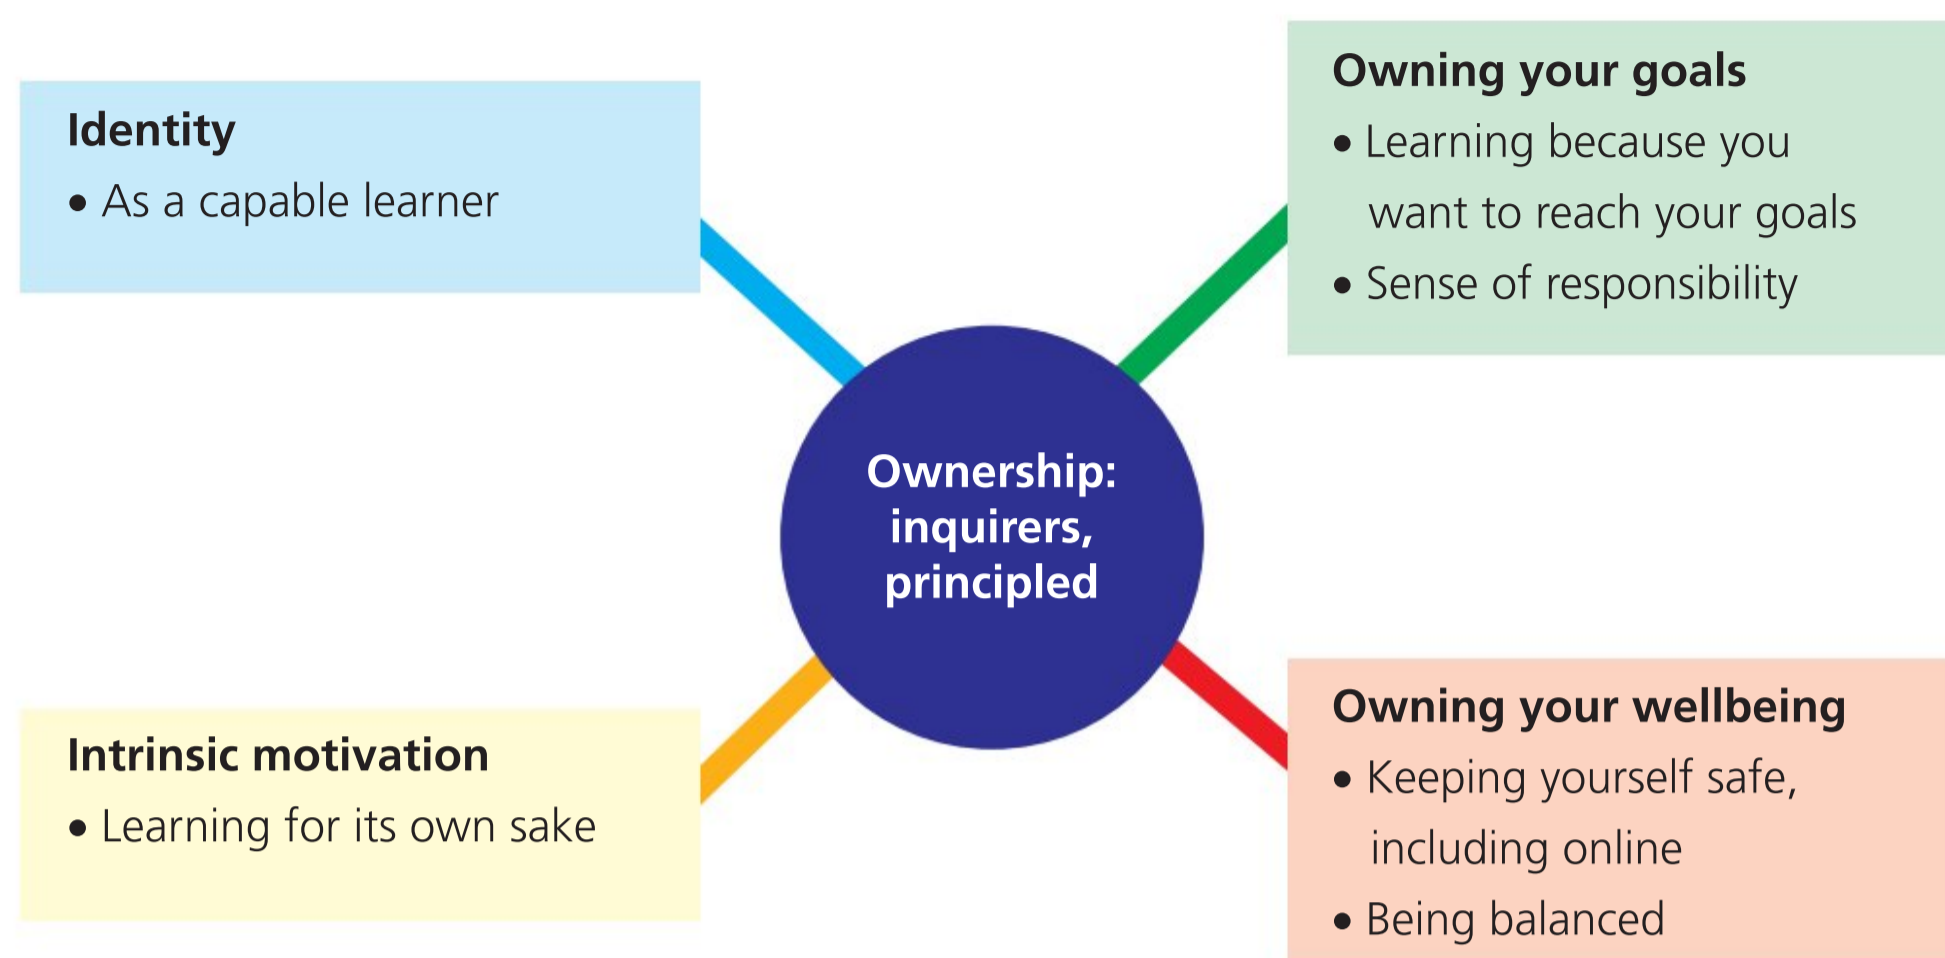 Identity
• As a capable learner
Owning your goals
• Learning because you
want to reach your goals
• Sense of responsibility
Ownership:
inquirers,
principled
Intrinsic motivation
• Learning for its own sake
Owning your wellbeing
• Keeping yourself safe,
including online
• Being balanced